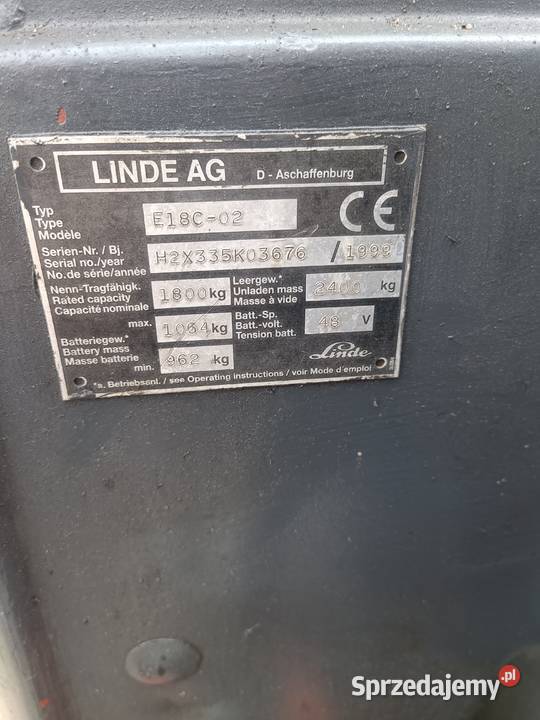 LINDE AG D - Aschaffenburg
Typ
Type E18C-02 CE
Modèle
Serien-Nr. / Bj.
Serial no./year H2X335K03676 /
No.de série/année
Nenn-Tragfähigk. Leergew.*
Rated capacity 1800 kg Unladen mass kg
Capacité nominale Masse à vide
max. 1064 kg Batt.-Sp.
Batteriegew.* Batt.-volt. 48 V
Battery mass Tension batt.
Masse batterie min. 962 kg Linde
*s. Betriebsanl. / see Operating instructions / voir Mode d'emploi
Sprzedajemy.pl